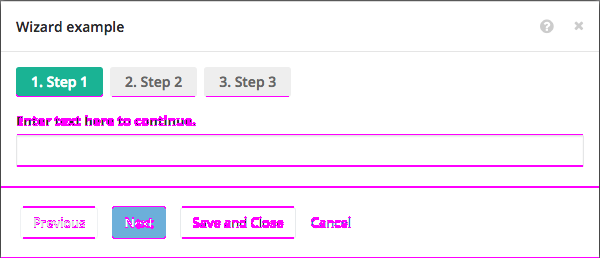 Wizard example
1. Step 1 2. Step 2 3. Step 3
Enter text here to continue.
Previous Next Save and Close Cancel